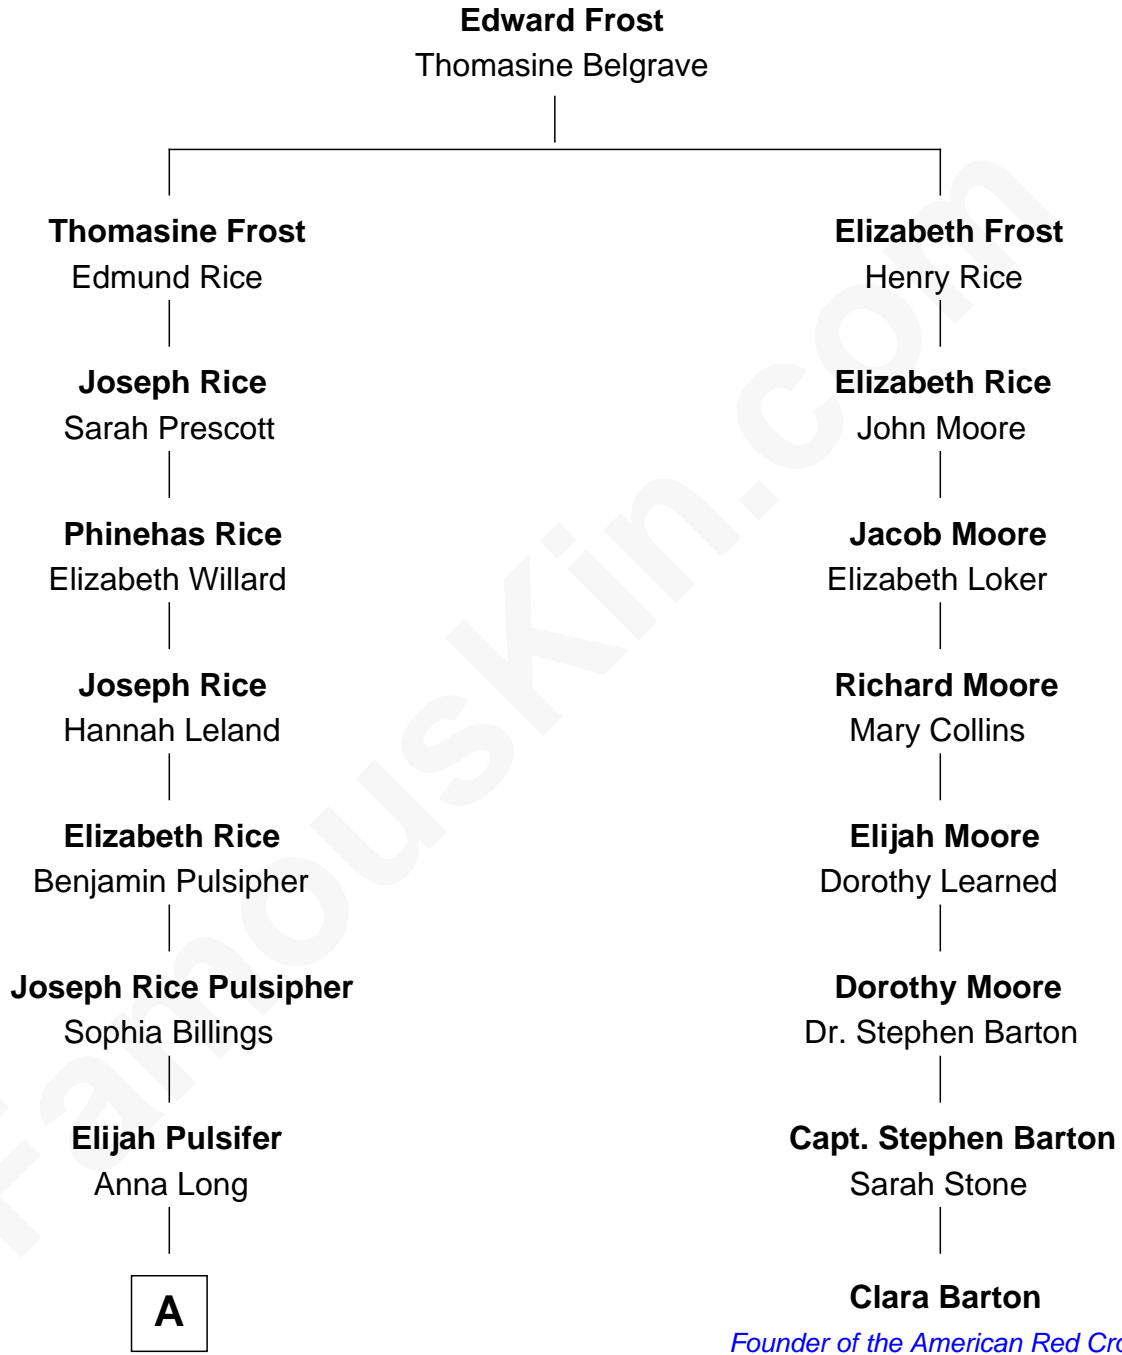 Edward Frost
Thomasine Belgrave
Thomasine Frost
Edmund Rice
Joseph Rice
Sarah Prescott
Phinehas Rice
Elizabeth Willard
Joseph Rice
Hannah Leland
Elizabeth Rice
Benjamin Pulsipher
Joseph Rice Pulsipher
Sophia Billings
Elijah Pulsifer
Anna Long
A
Elizabeth Frost
Henry Rice
Elizabeth Rice
John Moore
Jacob Moore
Elizabeth Loker
Richard Moore
Mary Collins
Elijah Moore
Dorothy Learned
Dorothy Moore
Dr. Stephen Barton
Capt. Stephen Barton
Sarah Stone
Clara Barton
Founder of the American Red Cro
FamousKin.com